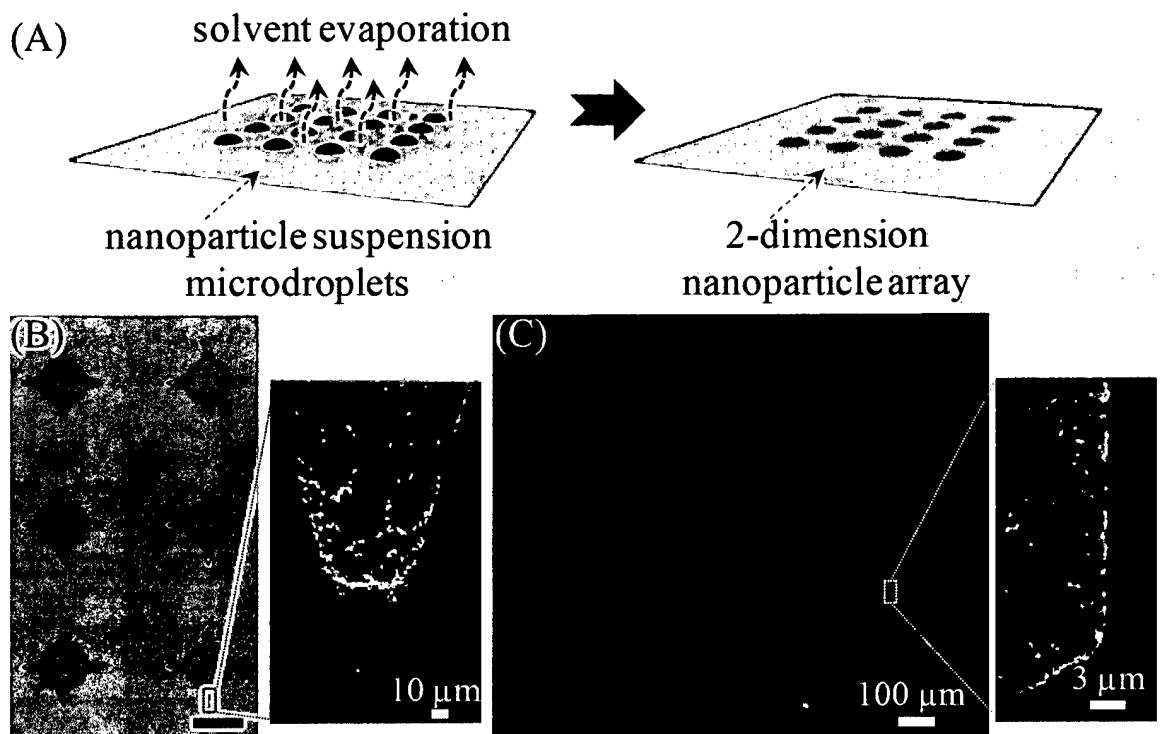 (A)
solvent evaporation
nanoparticle suspension
microdroplets
2-dimension
nanoparticle array
(B)
10 μm
(C)
100 μm
3 μm